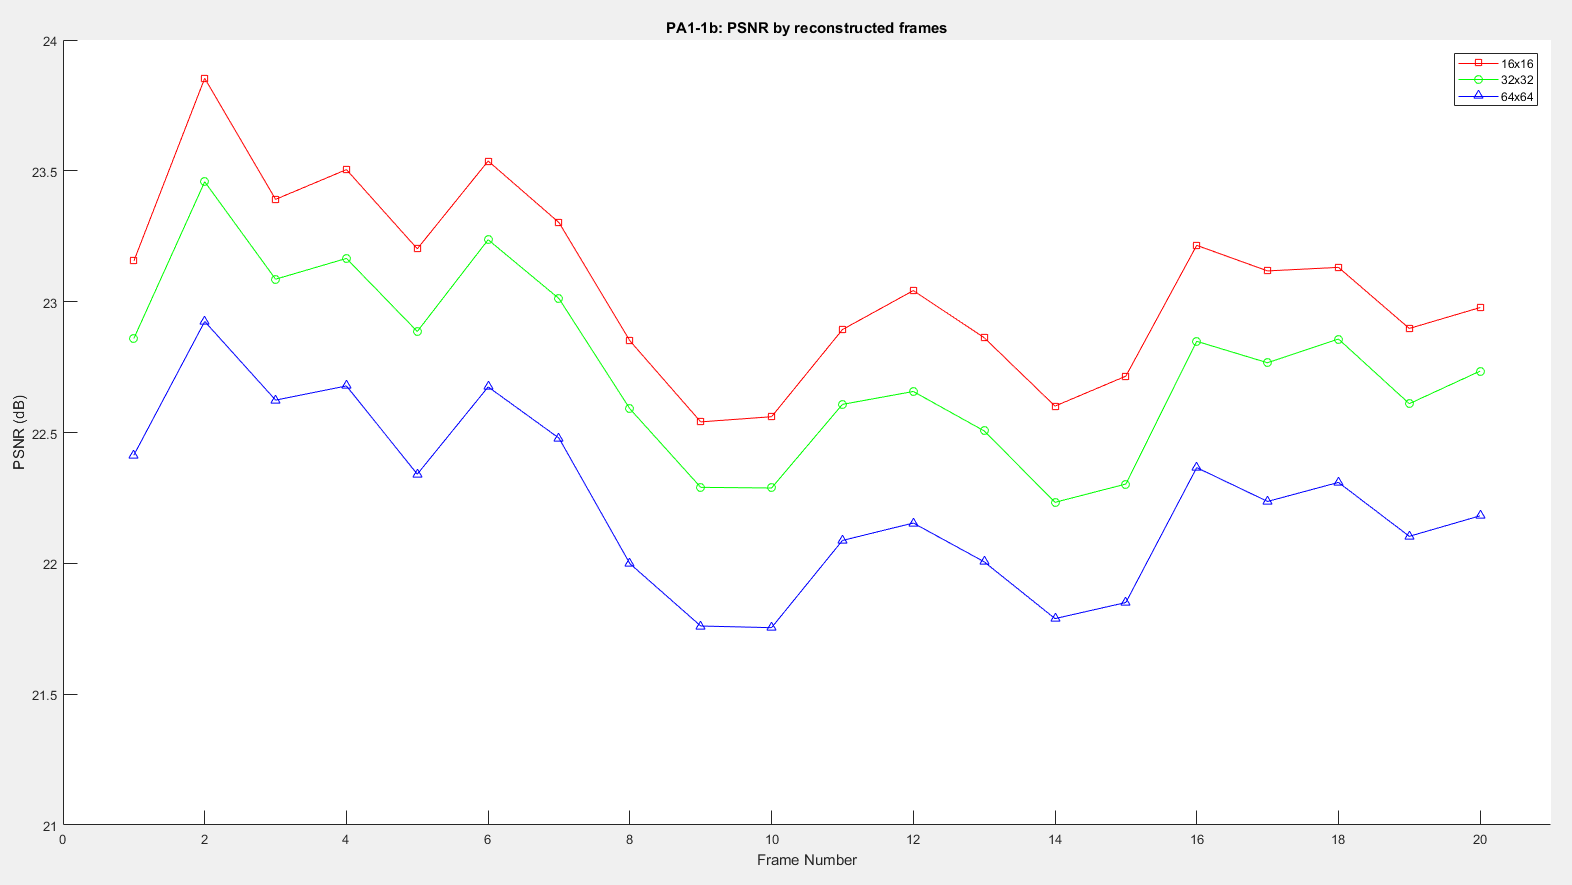 PA1-1b: PSNR by reconstructed frames
16x16
32x32
64x64
24
23.5
23
22.5
22
21.5
21
PSNR (dB)
0 2 4 6 8 10 12 14 16 18 20
Frame Number